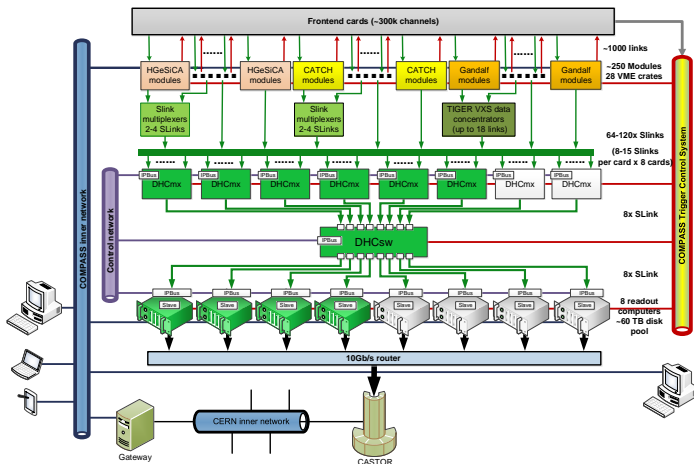 Frontend cards (~300k channels)
~1000 links
HGeSiCA
modules
HGeSiCA
modules
CATCH
modules
CATCH
modules
Gandalf
modules
Gandalf
modules
~250 Modules
28 VME crates
Slink
multiplexers
2-4 SLinks
Slink
multiplexers
2-4 SLinks
TIGER VXS data
concentrators
(up to 18 links)
64-120x Slinks
(8-15 Slinks
per card x 8 cards)
IPBus
DHCmx
IPBus
DHCmx
IPBus
DHCmx
IPBus
DHCmx
IPBus
DHCmx
IPBus
DHCmx
IPBus
DHCmx
IPBus
DHCmx
8x SLink
IPBus
DHCsw
8x SLink
COMPASS inner network
Control network
COMPASS Trigger Control System
IPBus
Slave
IPBus
Slave
IPBus
Slave
IPBus
Slave
IPBus
Slave
IPBus
Slave
IPBus
Slave
IPBus
Slave
8 readout
computers
~60 TB disk
pool
10Gb/s router
CERN inner network
Gateway
CASTOR